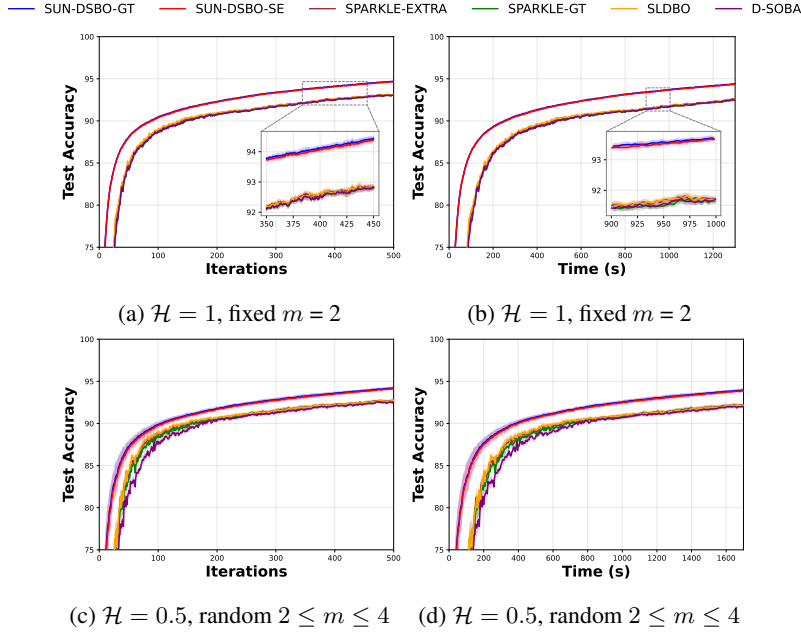 SUN-DSBO-GT SUN-DSBO-SE SPARKLE-EXTRA SPARKLE-GT SLDBO D-SOBA
100
95
90
85
80
75
Test Accuracy
94
93
92
350 375 400 425 450
0 100 200 300 400 500
Iterations
(a) ℋ = 1, fixed m = 2
100
95
90
85
80
75
Test Accuracy
93
92
900 925 950 975 1000
0 200 400 600 800 1000 1200
Time (s)
(b) ℋ = 1, fixed m = 2
100
95
90
85
80
75
Test Accuracy
0 100 200 300 400 500
Iterations
(c) ℋ = 0.5, random 2 ≤ m ≤ 4
100
95
90
85
80
75
Test Accuracy
0 200 400 600 800 1000 1200 1400 1600
Time (s)
(d) ℋ = 0.5, random 2 ≤ m ≤ 4